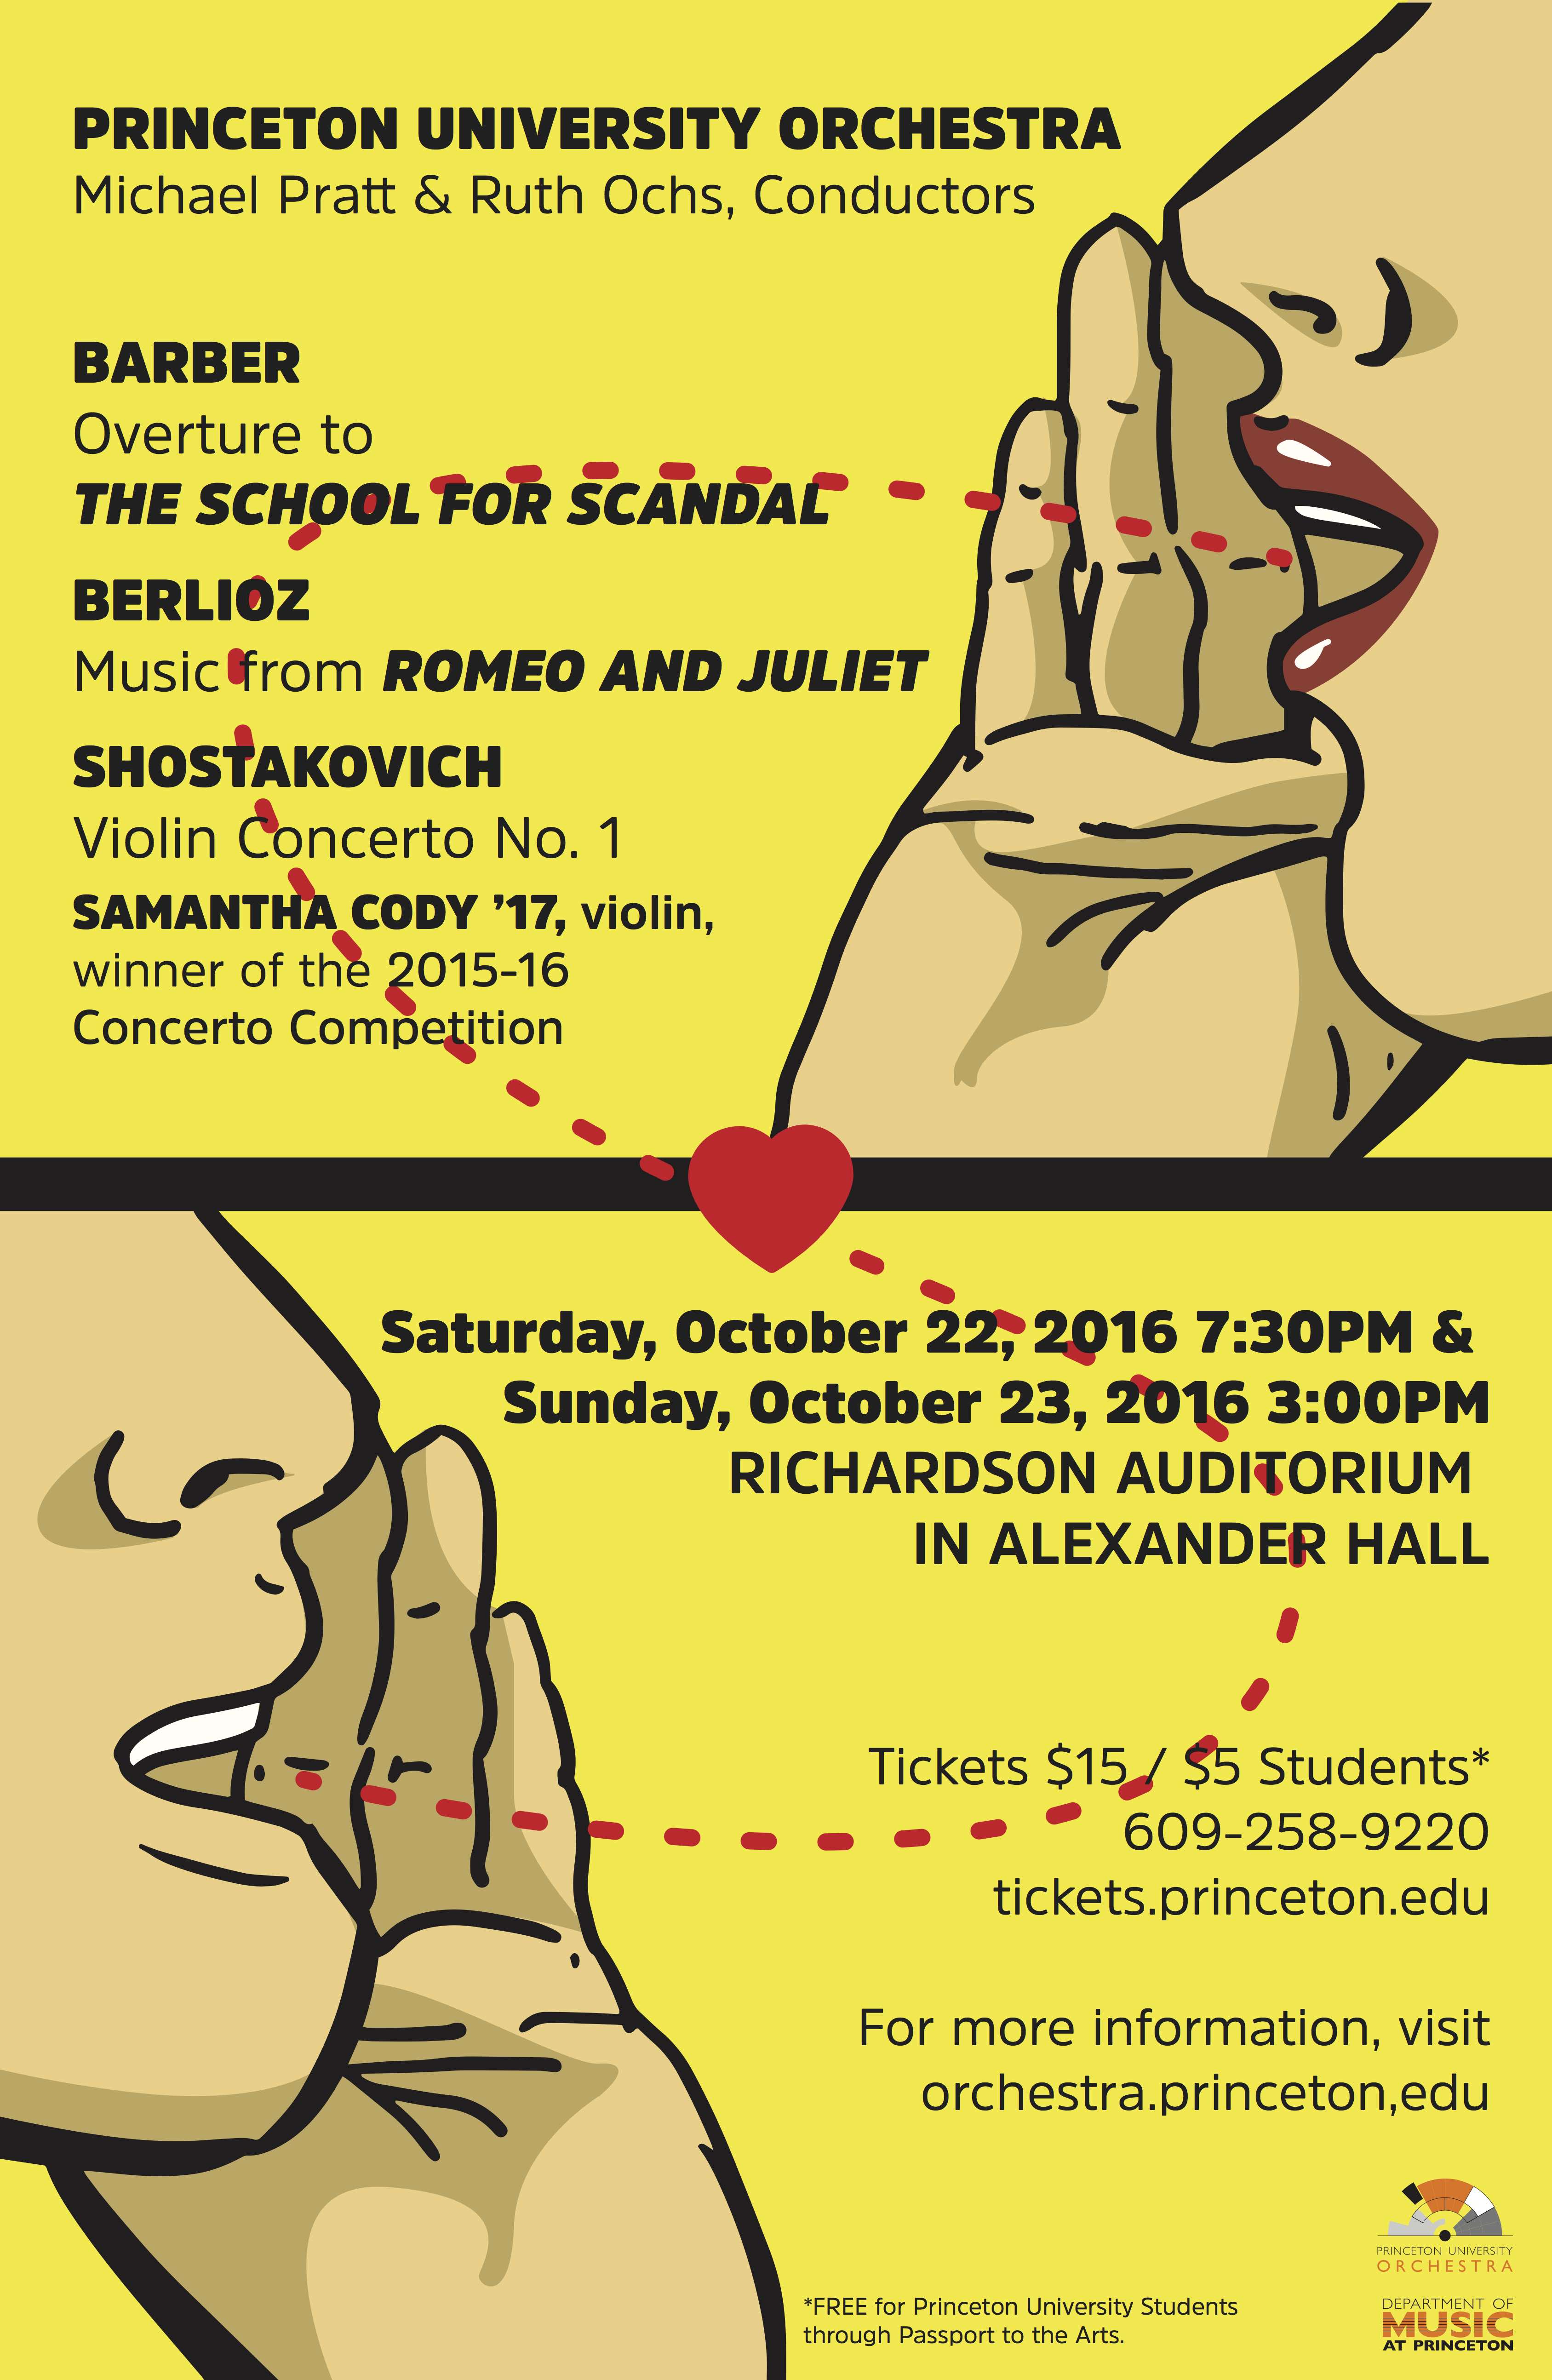 PRINCETON UNIVERSITY ORCHESTRA
Michael Pratt & Ruth Ochs, Conductors
BARBER
Overture to
THE SCHOOL FOR SCANDAL
BERLIOZ
Music from ROMEO AND JULIET
SHOSTAKOVICH
Violin Concerto No. 1
SAMANTHA CODY ’17, violin,
winner of the 2015-16
Concerto Competition
Saturday, October 22, 2016 7:30PM &
Sunday, October 23, 2016 3:00PM
RICHARDSON AUDITORIUM
IN ALEXANDER HALL
Tickets $15 / $5 Students*
609-258-9220
tickets.princeton.edu
For more information, visit
orchestra.princeton,edu
PRINCETON UNIVERSITY
ORCHESTRA
*FREE for Princeton University Students
through Passport to the Arts.
DEPARTMENT OF
MUSIC
AT PRINCETON